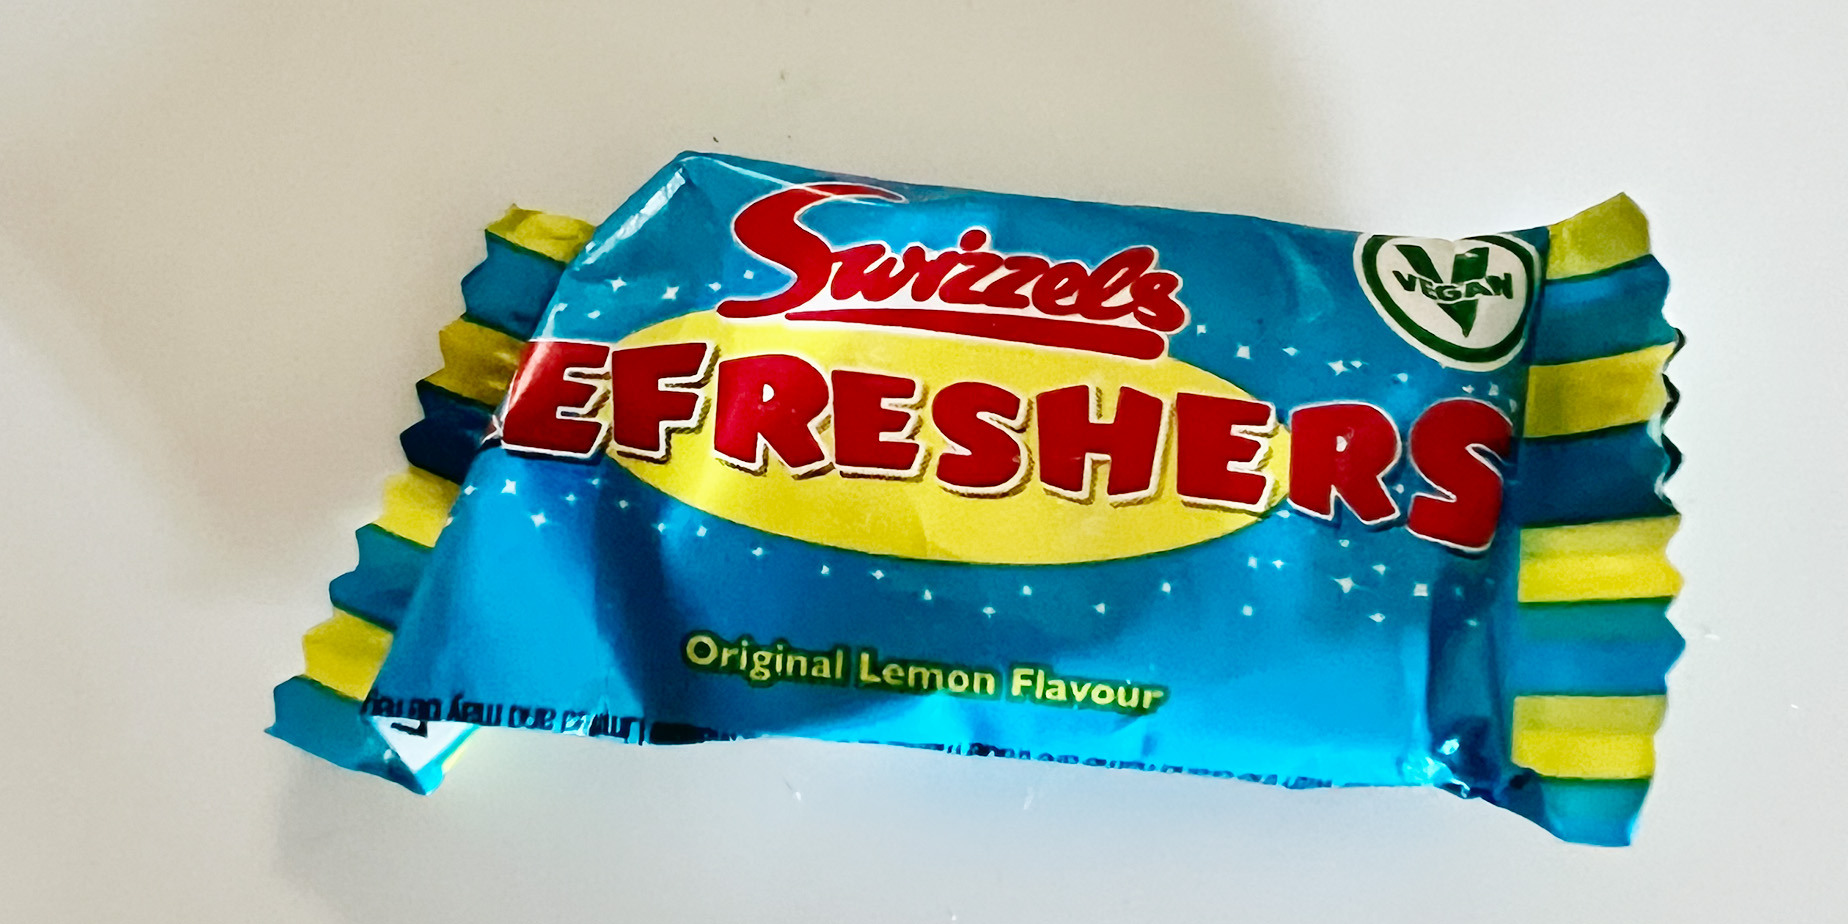 Swizzels
VEGAN
EFRESHERS
Original Lemon Flavour